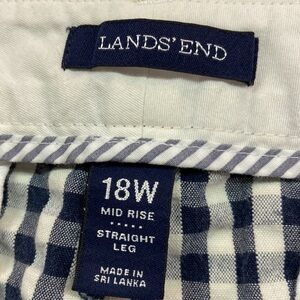 LANDS' END
18W
MID RISE
STRAIGHT
LEG
MADE IN
SRI LANKA